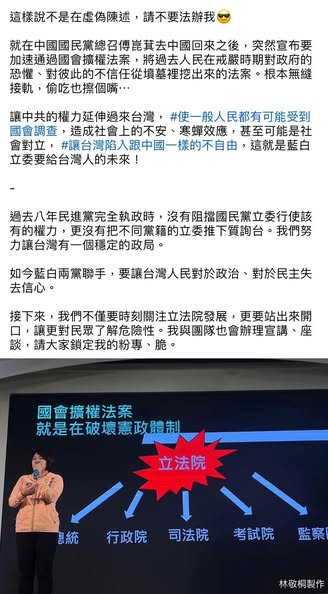 這樣說不是在虛偽陳述，請不要法辦我😎
就在中國國民黨總召傅崑萁去中國回來之後，突然宣布要
加速通過國會擴權法案，將過去人民在戒嚴時期對政府的
恐懼、對彼此的不信任從墳墓裡挖出來的法案。根本無縫
接軌，偷吃也擦個嘴⋯
讓中共的權力延伸過來台灣， #使一般人民都有可能受到
國會調查，造成社會上的不安、寒蟬效應，甚至可能是社
會對立， #讓台灣陷入跟中國一樣的不自由，這就是藍白
立委要給台灣人的未來！
-
過去八年民進黨完全執政時，沒有阻擋國民黨立委行使該
有的權力，更沒有把不同黨籍的立委推下質詢台。我們努
力讓台灣有一個穩定的政局。
如今藍白兩黨聯手，要讓台灣人民對於政治、對於民主失
去信心。
接下來，我們不僅要時刻關注立法院發展，更要站出來開
口，讓更對民眾了解危險性。我與團隊也會辦理宣講、座
談，請大家鎖定我的粉專、脆。
國會擴權法案
就是在破壞憲政體制
立法院
總統 行政院 司法院 考試院 監察院
林敬桐製作